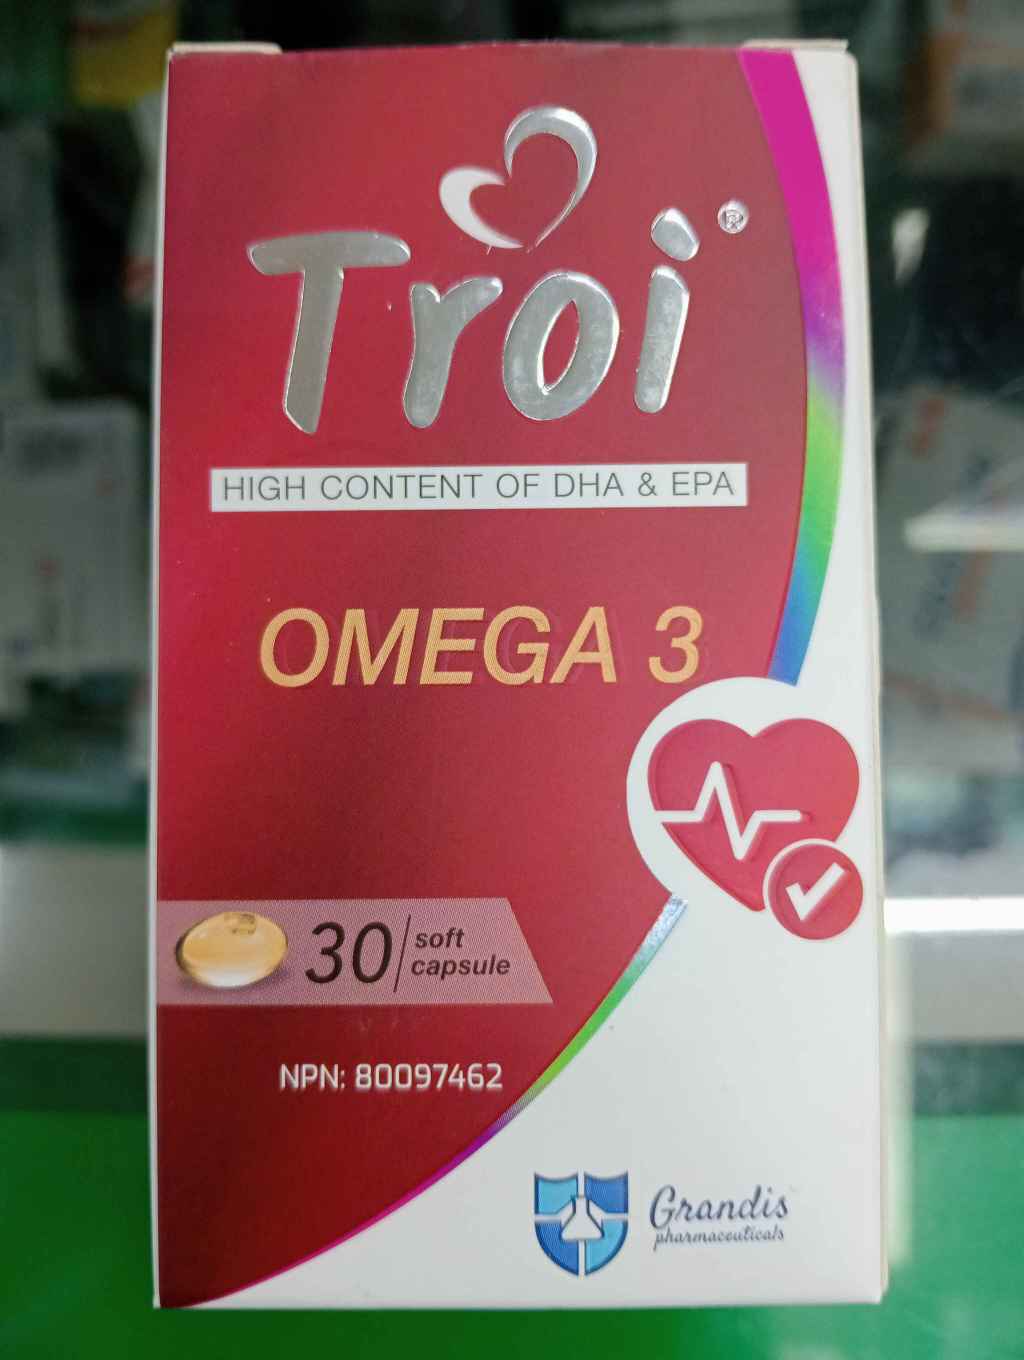 Troi®
HIGH CONTENT OF DHA & EPA
OMEGA 3
30 soft
capsule
NPN: 80097462
Grandis
pharmaceuticals